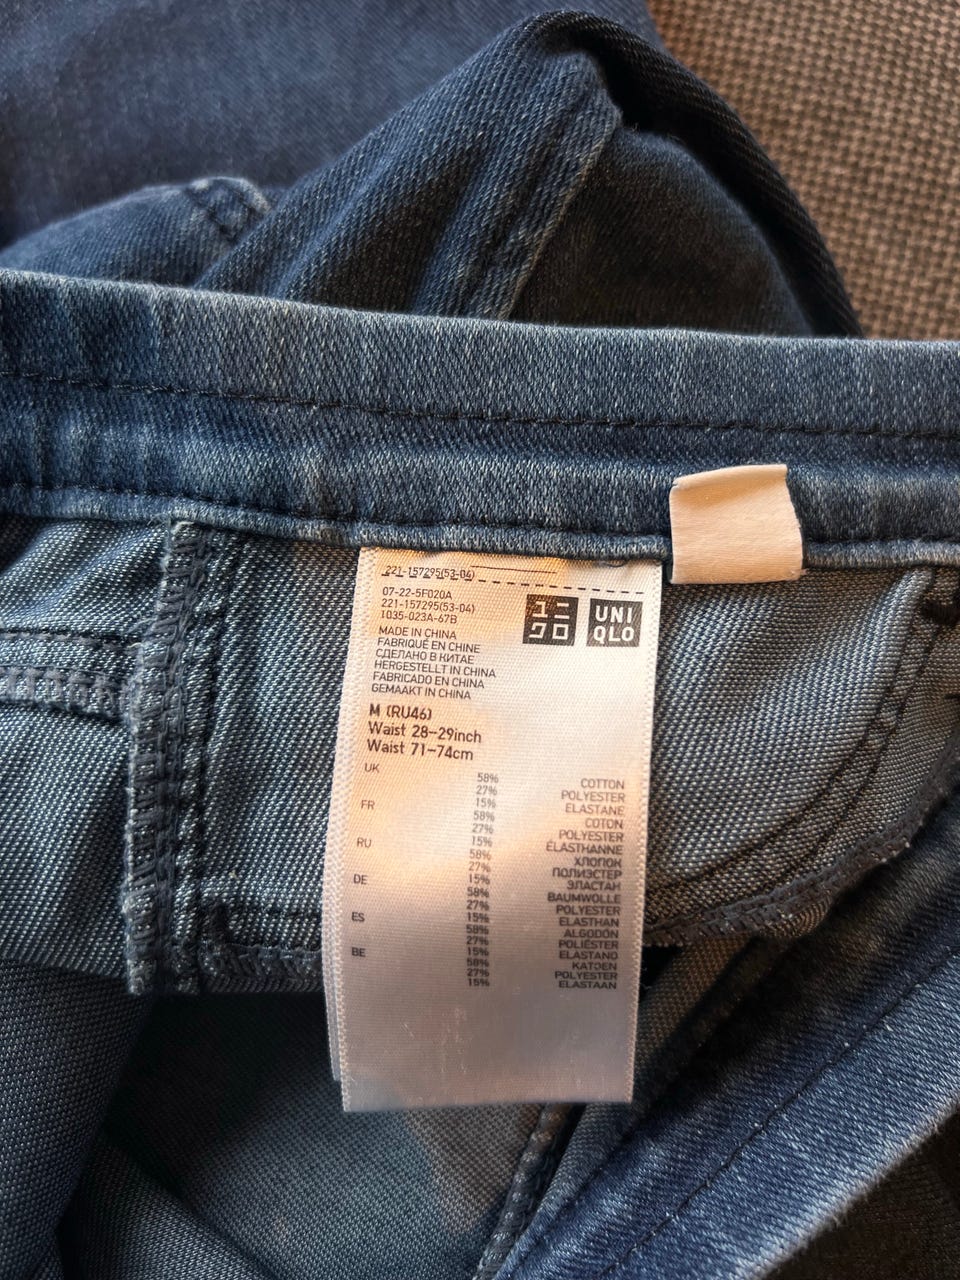 221-157295(53-04)
07-22-5F020A
221-157295(53-04)
1035-023A-67B
ユニ
クロ
UNI
QLO
MADE IN CHINA
FABRIQUÉ EN CHINE
СДЕЛАНО В КИТАЕ
HERGESTELLT IN CHINA
FABRICADO EN CHINA
GEMAAKT IN CHINA
M (RU46)
Waist 28–29inch
Waist 71–74cm
UK 58% COTTON
27% POLYESTER
15% ELASTANE
FR 58% COTON
27% POLYESTER
15% ÉLASTHANNE
RU 58% ХЛОПОК
27% ПОЛИЭСТЕР
15% ЭЛАСТАН
DE 58% BAUMWOLLE
27% POLYESTER
15% ELASTHAN
ES 58% ALGODÓN
27% POLIÉSTER
15% ELASTANO
BE 58% KATOEN
27% POLYESTER
15% ELASTAAN